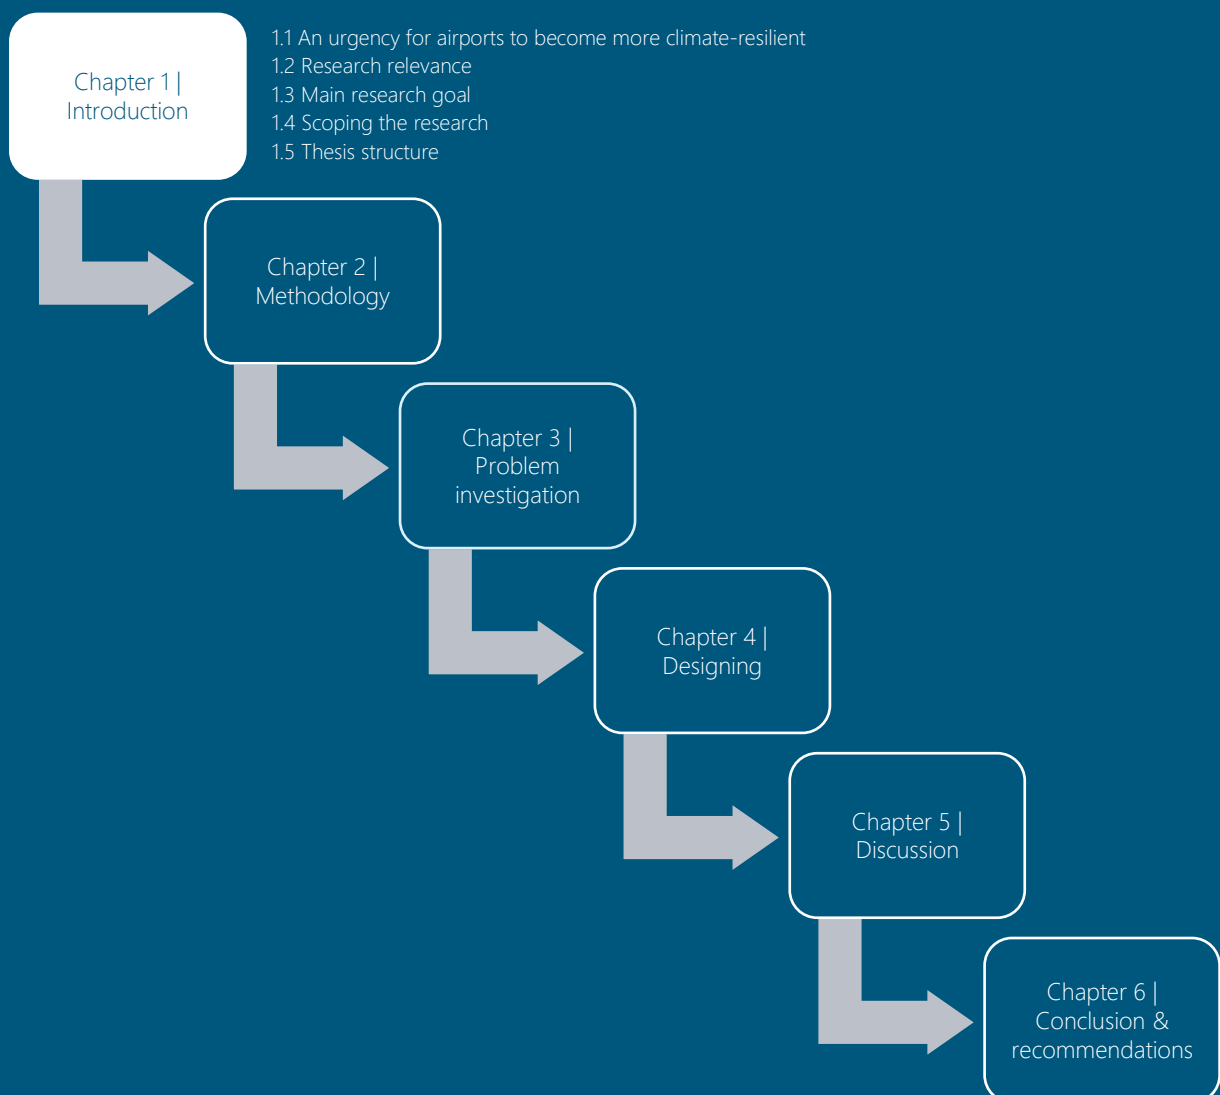 Chapter 1 |
Introduction
1.1 An urgency for airports to become more climate-resilient
1.2 Research relevance
1.3 Main research goal
1.4 Scoping the research
1.5 Thesis structure
Chapter 2 |
Methodology
Chapter 3 |
Problem
investigation
Chapter 4 |
Designing
Chapter 5 |
Discussion
Chapter 6 |
Conclusion &
recommendations